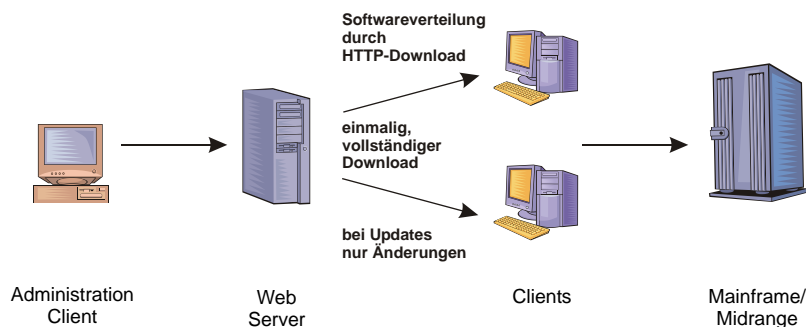 Softwareverteilung
durch
HTTP-Download
einmalig,
vollständiger
Download
bei Updates
nur Änderungen
Administration
Client
Web
Server
Clients
Mainframe/
Midrange